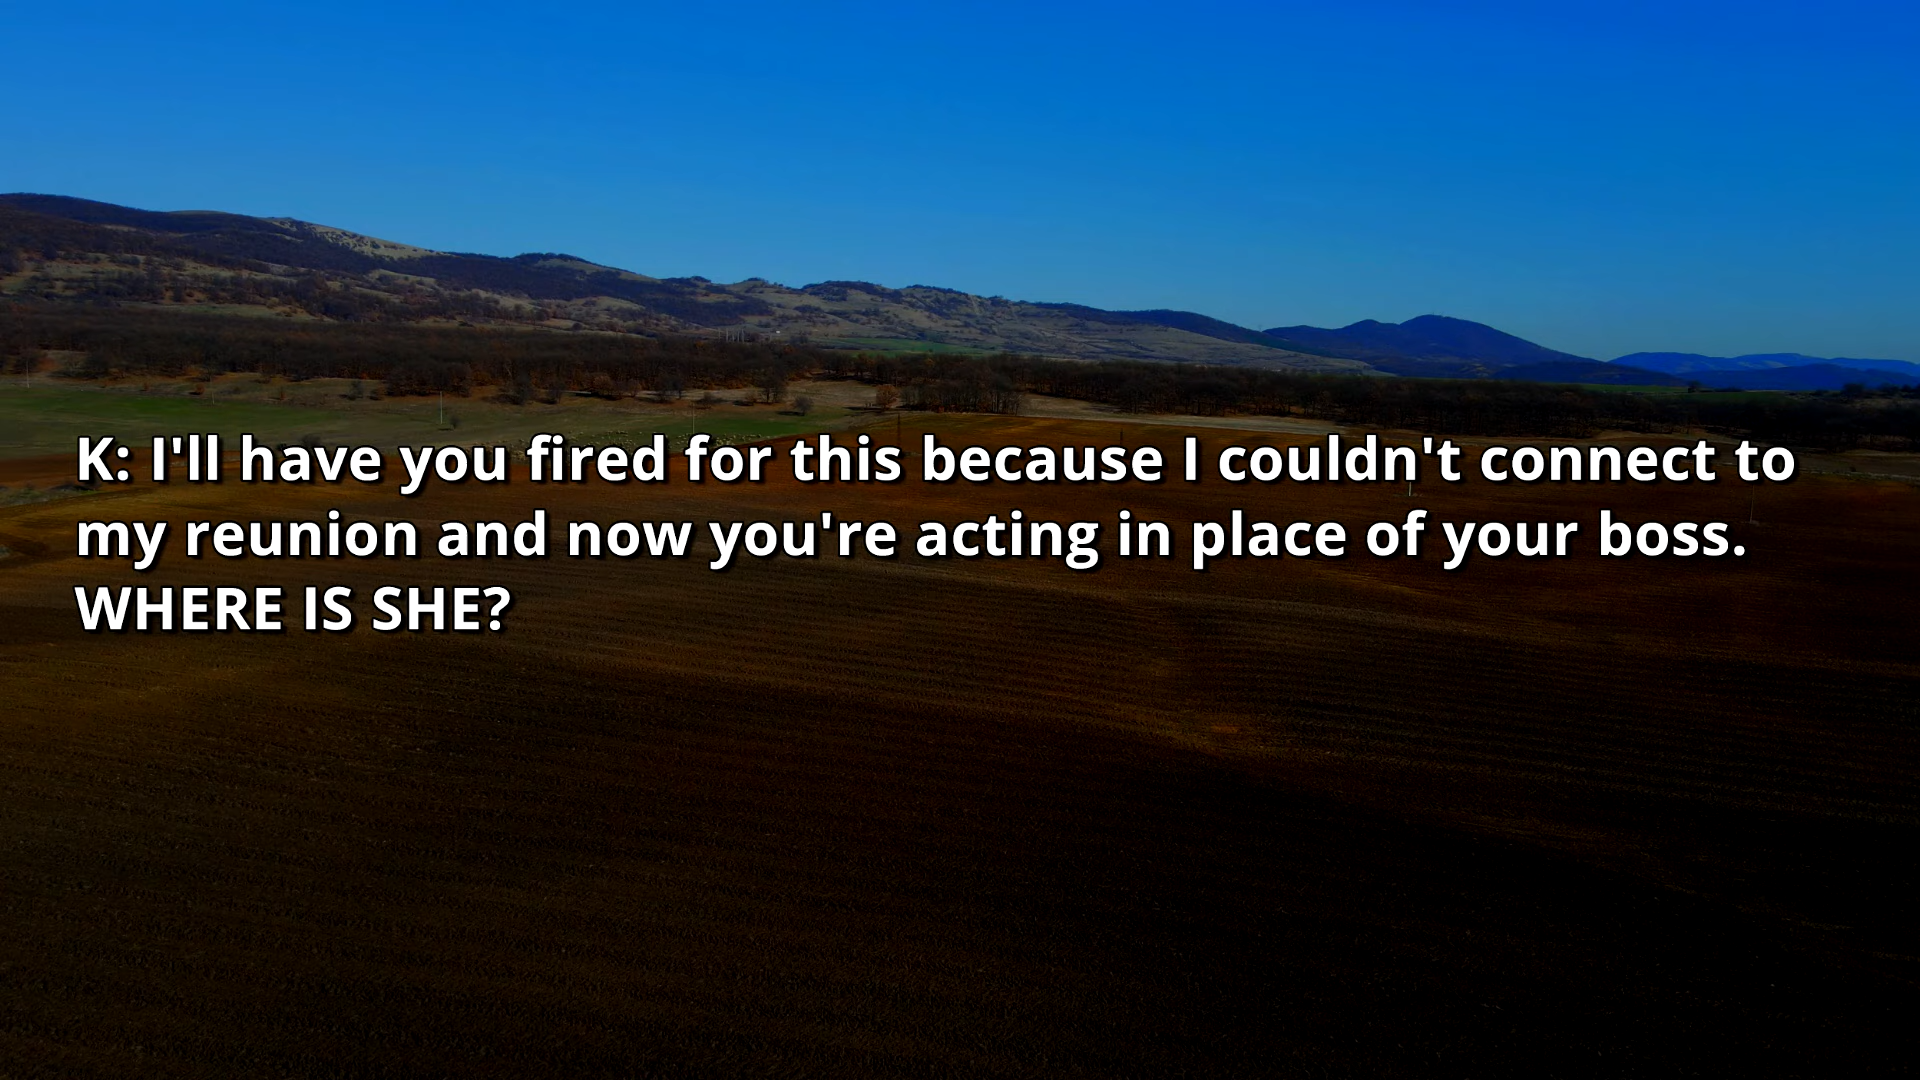 K: I'll have you fired for this because I couldn't connect to
my reunion and now you're acting in place of your boss.
WHERE IS SHE?